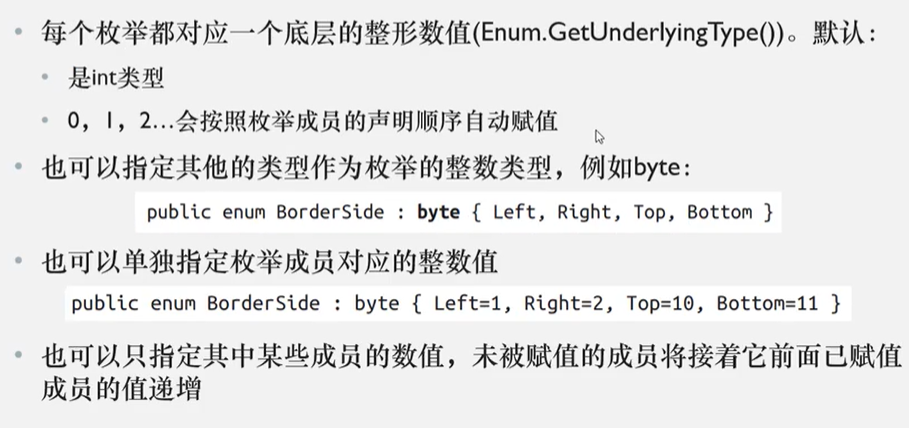 每个枚举都对应一个底层的整形数值(Enum.GetUnderlyingType())。默认：
是int类型
0，1，2…会按照枚举成员的声明顺序自动赋值
也可以指定其他的类型作为枚举的整数类型，例如byte：
public enum BorderSide : byte { Left, Right, Top, Bottom }
也可以单独指定枚举成员对应的整数值
public enum BorderSide : byte { Left=1, Right=2, Top=10, Bottom=11 }
也可以只指定其中某些成员的数值，未被赋值的成员将接着它前面已赋值
成员的值递增